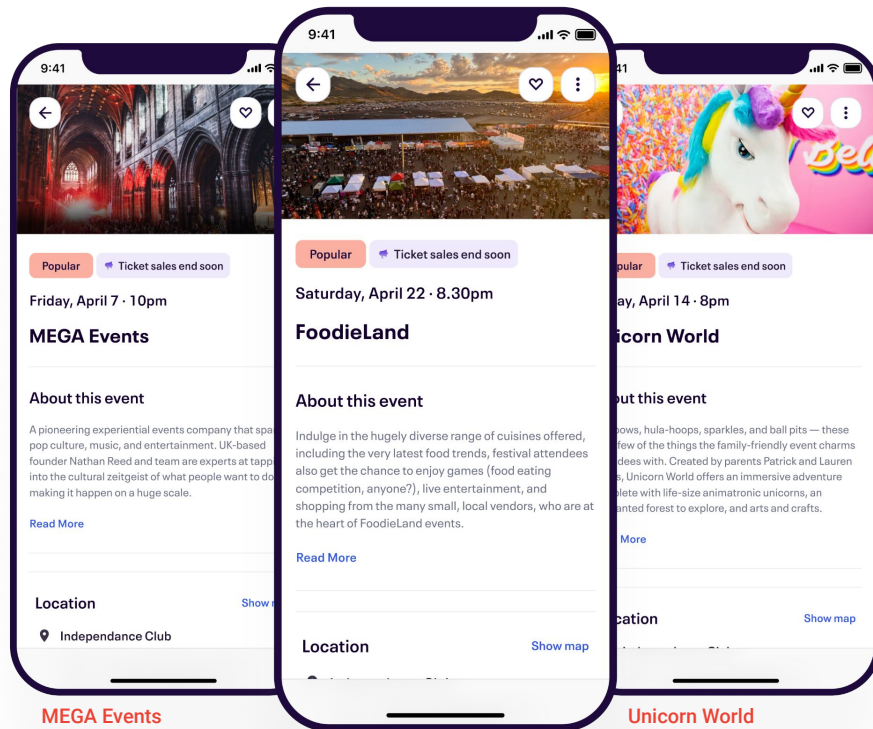 9:41
Popular
Ticket sales end soon
Friday, April 7 · 10pm
MEGA Events
About this event
A pioneering experiential events company that
pop culture, music, and entertainment. UK-based
founder Nathan Reed and team are experts at
into the cultural zeitgeist of what people want to do
making it happen on a huge scale.
Read More
Location
Show
Independance Club
MEGA Events
9:41
Popular
Ticket sales end soon
Saturday, April 22 · 8.30pm
FoodieLand
About this event
Indulge in the hugely diverse range of cuisines offered,
including the very latest food trends, festival attendees
also get the chance to enjoy games (food eating
competition, anyone?), live entertainment, and
shopping from the many small, local vendors, who are at
the heart of FoodieLand events.
Read More
Location
Show map
41
Bel
Ticket sales end soon
April 14 · 8pm
icorn World
out this event
bows, hula-hoops, sparkles, and ball pits — these
few of the things the family-friendly event charms
dees with. Created by parents Patrick and Lauren
Unicorn World offers an immersive adventure
plete with life-size animatronic unicorns, an
anted forest to explore, and arts and crafts.
More
cation
Show map
Unicorn World